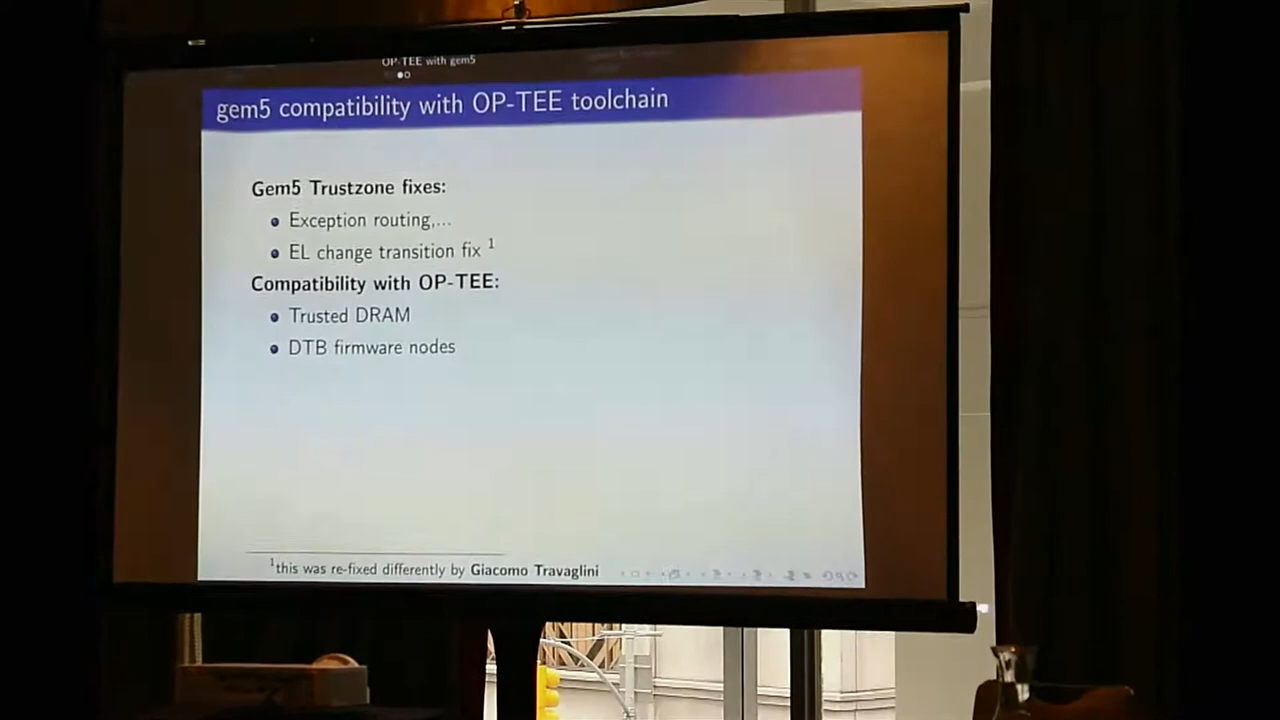 OP-TEE with gem5
gem5 compatibility with OP-TEE toolchain
Gem5 Trustzone fixes:
Exception routing,...
EL change transition fix 1
Compatibility with OP-TEE:
Trusted DRAM
DTB firmware nodes
1this was re-fixed differently by Giacomo Travaglini